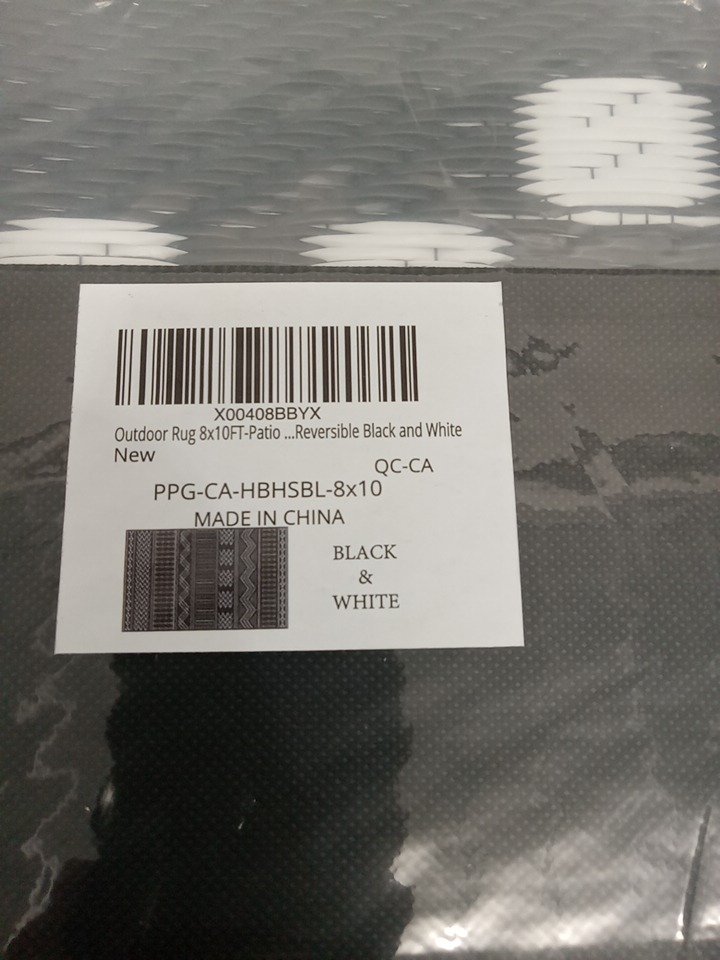 X00408BBYX
Outdoor Rug 8x10FT-Patio ...Reversible Black and White
New
QC-CA
PPG-CA-HBHSBL-8x10
MADE IN CHINA
BLACK
&
WHITE